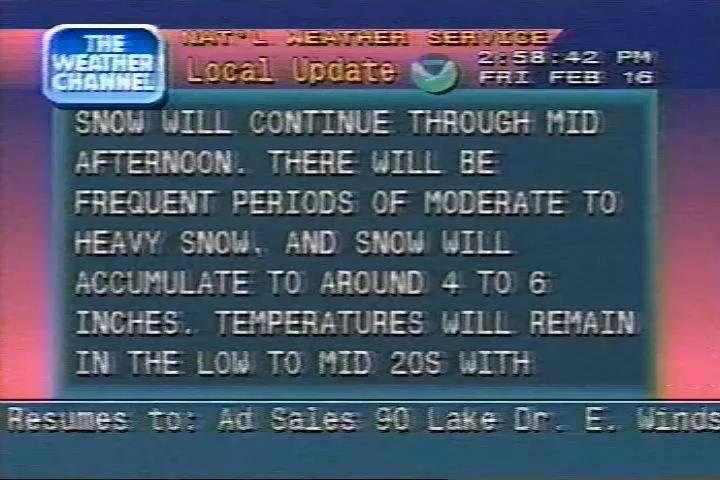 THE
WEATHER
CHANNEL
NAT'L WEATHER SERVICE
Local Update
2:58:42 PM
FRI FEB 16
SNOW WILL CONTINUE THROUGH MID
AFTERNOON. THERE WILL BE
FREQUENT PERIODS OF MODERATE TO
HEAVY SNOW, AND SNOW WILL
ACCUMULATE TO AROUND 4 TO 6
INCHES. TEMPERATURES WILL REMAIN
IN THE LOW TO MID 20S WITH
Resumes to: Ad Sales 90 Lake Dr. E. Winds